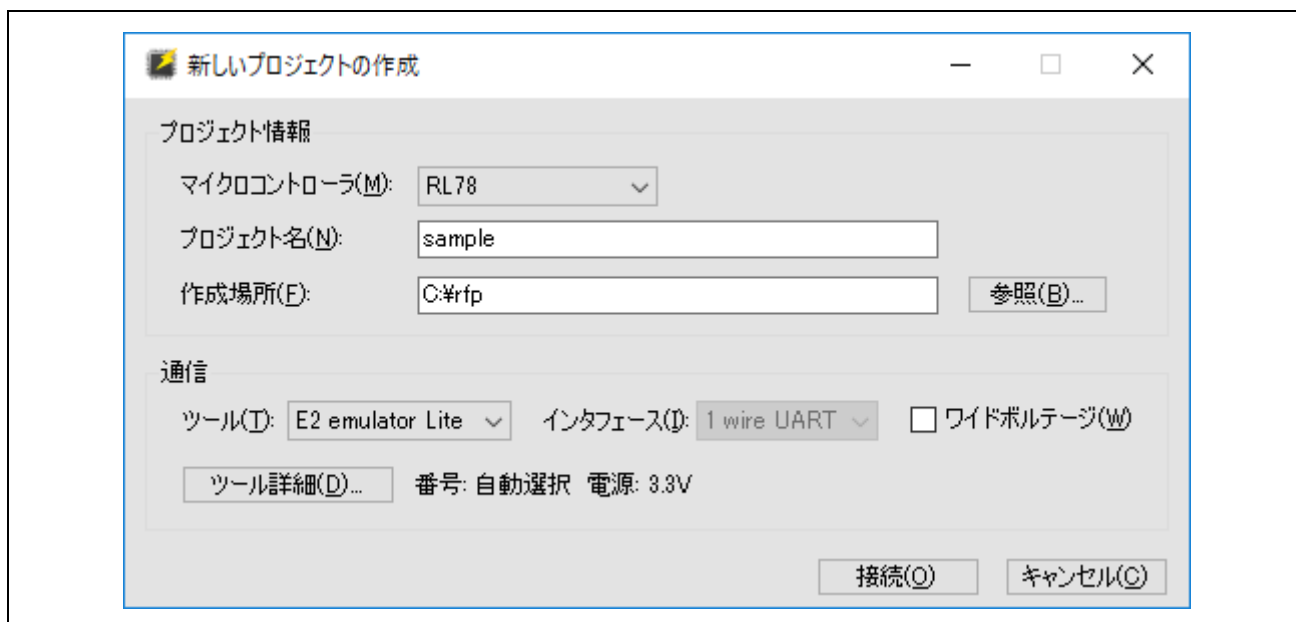 新しいプロジェクトの作成
プロジェクト情報
マイクロコントローラ(M): RL78
プロジェクト名(N): sample
作成場所(F): C:¥rfp 参照(B)...
通信
ツール(T): E2 emulator Lite インタフェース(I): 1 wire UART ワイドボルテージ(W)
ツール詳細(D)... 番号: 自動選択 電源: 3.3V
接続(O) キャンセル(C)